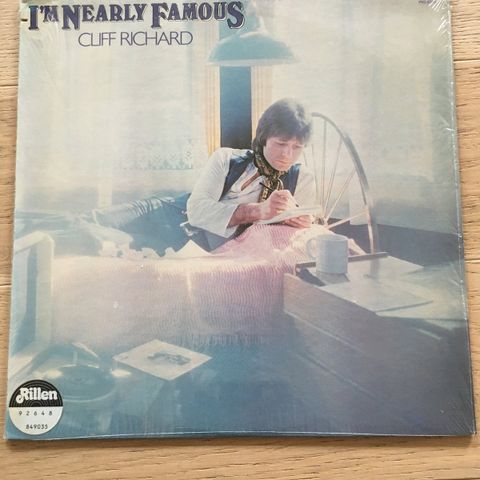 I'M NEARLY FAMOUS
CLIFF RICHARD
Rillen
92648
849035